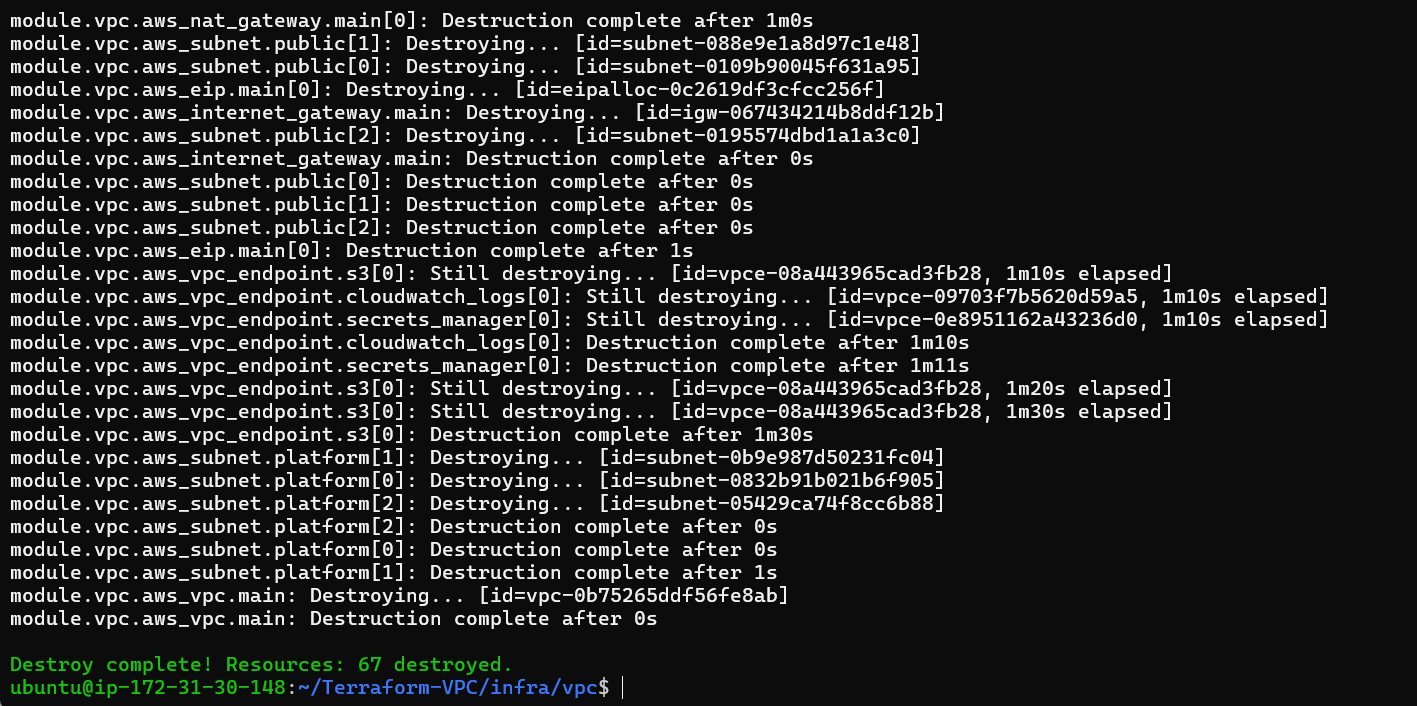 module.vpc.aws_nat_gateway.main[0]: Destruction complete after 1m0s
module.vpc.aws_subnet.public[1]: Destroying... [id=subnet-088e9e1a8d97c1e48]
module.vpc.aws_subnet.public[0]: Destroying... [id=subnet-0109b90045f631a95]
module.vpc.aws_eip.main[0]: Destroying... [id=eipalloc-0c2619df3cfcc256f]
module.vpc.aws_internet_gateway.main: Destroying... [id=igw-067434214b8ddf12b]
module.vpc.aws_subnet.public[2]: Destroying... [id=subnet-0195574dbd1a1a3c0]
module.vpc.aws_internet_gateway.main: Destruction complete after 0s
module.vpc.aws_subnet.public[0]: Destruction complete after 0s
module.vpc.aws_subnet.public[1]: Destruction complete after 0s
module.vpc.aws_subnet.public[2]: Destruction complete after 0s
module.vpc.aws_eip.main[0]: Destruction complete after 1s
module.vpc.aws_vpc_endpoint.s3[0]: Still destroying... [id=vpce-08a443965cad3fb28, 1m10s elapsed]
module.vpc.aws_vpc_endpoint.cloudwatch_logs[0]: Still destroying... [id=vpce-09703f7b5620d59a5, 1m10s elapsed]
module.vpc.aws_vpc_endpoint.secrets_manager[0]: Still destroying... [id=vpce-0e8951162a43236d0, 1m10s elapsed]
module.vpc.aws_vpc_endpoint.cloudwatch_logs[0]: Destruction complete after 1m10s
module.vpc.aws_vpc_endpoint.secrets_manager[0]: Destruction complete after 1m11s
module.vpc.aws_vpc_endpoint.s3[0]: Still destroying... [id=vpce-08a443965cad3fb28, 1m20s elapsed]
module.vpc.aws_vpc_endpoint.s3[0]: Still destroying... [id=vpce-08a443965cad3fb28, 1m30s elapsed]
module.vpc.aws_vpc_endpoint.s3[0]: Destruction complete after 1m30s
module.vpc.aws_subnet.platform[1]: Destroying... [id=subnet-0b9e987d50231fc04]
module.vpc.aws_subnet.platform[0]: Destroying... [id=subnet-0832b91b021b6f905]
module.vpc.aws_subnet.platform[2]: Destroying... [id=subnet-05429ca74f8cc6b88]
module.vpc.aws_subnet.platform[2]: Destruction complete after 0s
module.vpc.aws_subnet.platform[0]: Destruction complete after 0s
module.vpc.aws_subnet.platform[1]: Destruction complete after 1s
module.vpc.aws_vpc.main: Destroying... [id=vpc-0b75265ddf56fe8ab]
module.vpc.aws_vpc.main: Destruction complete after 0s
Destroy complete! Resources: 67 destroyed.
ubuntu@ip-172-31-30-148:~/Terraform-VPC/infra/vpc$